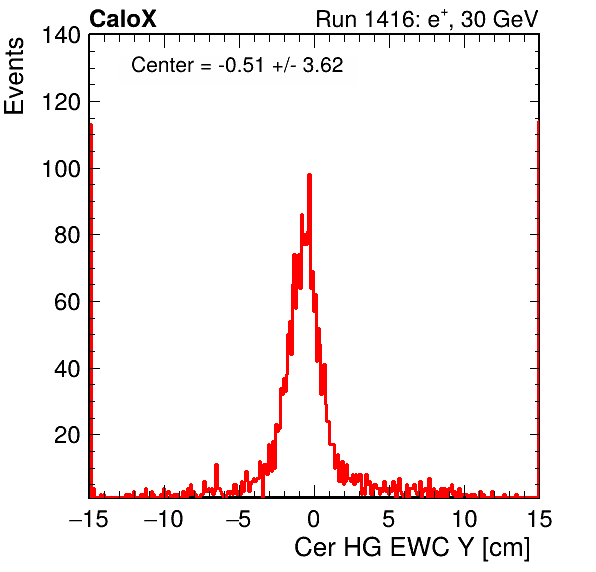 CaloX Run 1416: e⁺, 30 GeV
Events
Center = -0.51 +/- 3.62
140
120
100
80
60
40
20
−15 −10 −5 0 5 10 15
Cer HG EWC Y [cm]